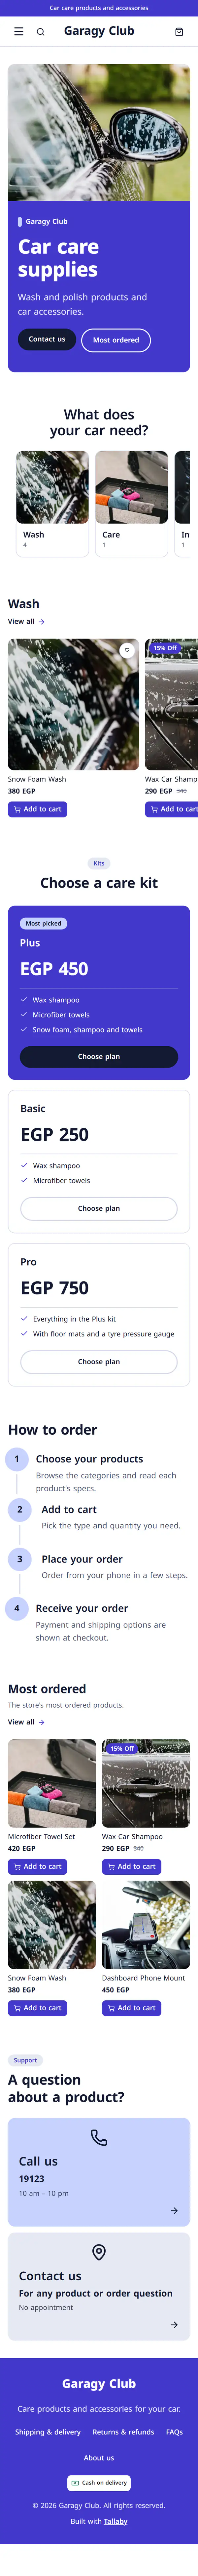 Car care products and accessories
Garagy Club
Garagy Club
Car care
supplies
Wash and polish products and
car accessories.
Contact us
Most ordered
What does
your car need?
Wash
4
Care
1
In
1
Wash
View all
Snow Foam Wash
380 EGP
Add to cart
15% Off
Wax Car Shamp
290 EGP 340
Add to cart
Kits
Choose a care kit
Most picked
Plus
EGP 450
Wax shampoo
Microfiber towels
Snow foam, shampoo and towels
Choose plan
Basic
EGP 250
Wax shampoo
Microfiber towels
Choose plan
Pro
EGP 750
Everything in the Plus kit
With floor mats and a tyre pressure gauge
Choose plan
How to order
1
Choose your products
Browse the categories and read each
product's specs.
2
Add to cart
Pick the type and quantity you need.
3
Place your order
Order from your phone in a few steps.
4
Receive your order
Payment and shipping options are
shown at checkout.
Most ordered
The store's most ordered products.
View all
Microfiber Towel Set
420 EGP
Add to cart
15% Off
Wax Car Shampoo
290 EGP 340
Add to cart
Snow Foam Wash
380 EGP
Add to cart
Dashboard Phone Mount
450 EGP
Add to cart
Support
A question
about a product?
Call us
19123
10 am – 10 pm
Contact us
For any product or order question
No appointment
Garagy Club
Care products and accessories for your car.
Shipping & delivery
Returns & refunds
FAQs
About us
Cash on delivery
© 2026 Garagy Club. All rights reserved.
Built with Tallaby